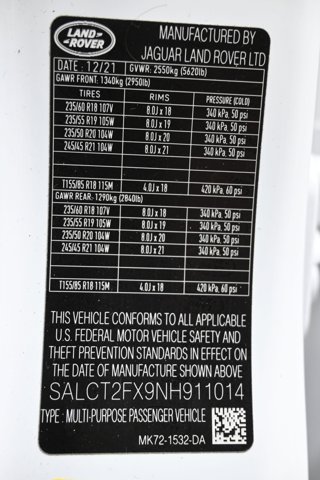 LAND
ROVER
MANUFACTURED BY
JAGUAR LAND ROVER LTD
DATE : 12/21 GVWR: 2550kg (5620lb)
GAWR FRONT: 1340kg (2950lb)
TIRES RIMS PRESSURE (COLD)
235/60 R18 107V 8.0J x 18 340 kPa, 50 psi
235/55 R19 105W 8.0J x 19 340 kPa, 50 psi
235/50 R20 104W 8.0J x 20 340 kPa, 50 psi
245/45 R21 104W 8.0J x 21 340 kPa, 50 psi
T155/85 R18 115M 4.0J x 18 420 kPa, 60 psi
GAWR REAR: 1290kg (2840lb)
235/60 R18 107V 8.0J x 18 340 kPa, 50 psi
235/55 R19 105W 8.0J x 19 340 kPa, 50 psi
235/50 R20 104W 8.0J x 20 340 kPa, 50 psi
245/45 R21 104W 8.0J x 21 340 kPa, 50 psi
T155/85 R18 115M 4.0J x 18 420 kPa, 60 psi
THIS VEHICLE CONFORMS TO ALL APPLICABLE
U.S. FEDERAL MOTOR VEHICLE SAFETY AND
THEFT PREVENTION STANDARDS IN EFFECT ON
THE DATE OF MANUFACTURE SHOWN ABOVE
SALCT2FX9NH911014
TYPE : MULTI-PURPOSE PASSENGER VEHICLE
MK72-1532-DA